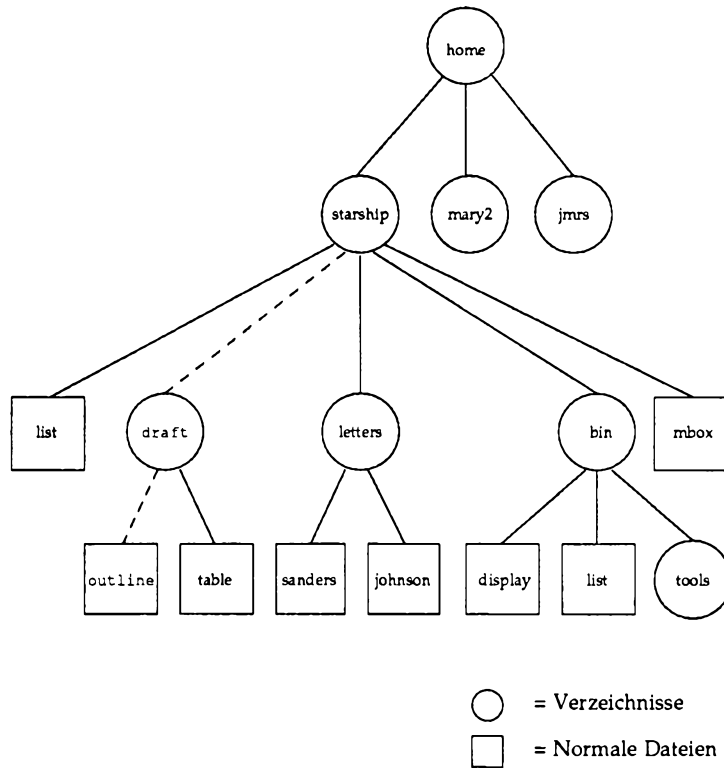 home
starship mary2 jmrs
list draft letters bin mbox
outline table sanders johnson display list tools
= Verzeichnisse
= Normale Dateien